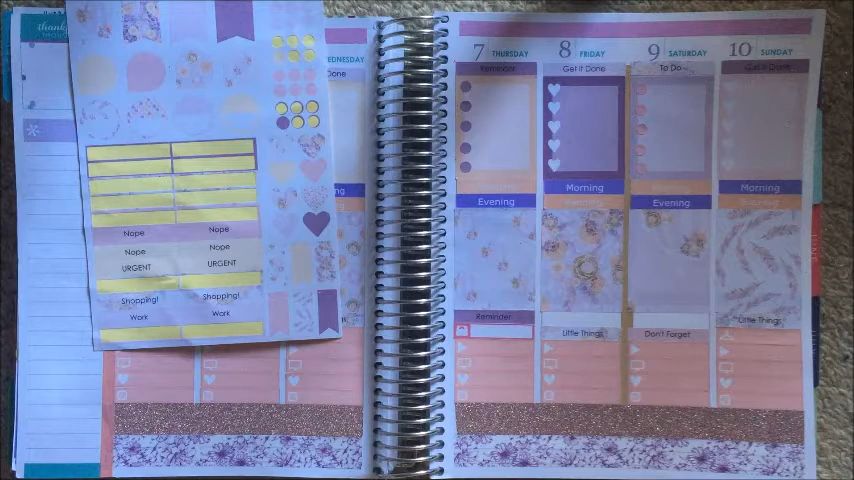 thank
WEDNESDAY
Done
Nope Nope
Nope Nope
URGENT URGENT
Shopping! Shopping!
Work Work
7 THURSDAY 8 FRIDAY 9 SATURDAY 10 SUNDAY
Reminder Get it Done To Do Get it Done
Morning Morning
Evening Evening Evening Evening
Reminder Little Things Don't Forget Little Things